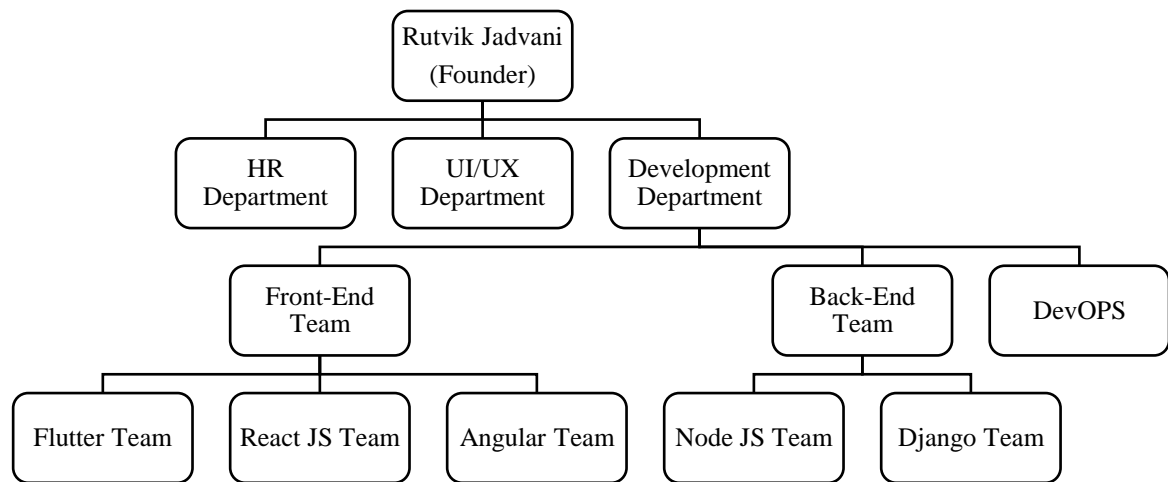 Rutvik Jadvani
(Founder)
HR
Department
UI/UX
Department
Development
Department
Front-End
Team
Back-End
Team
DevOPS
Flutter Team
React JS Team
Angular Team
Node JS Team
Django Team